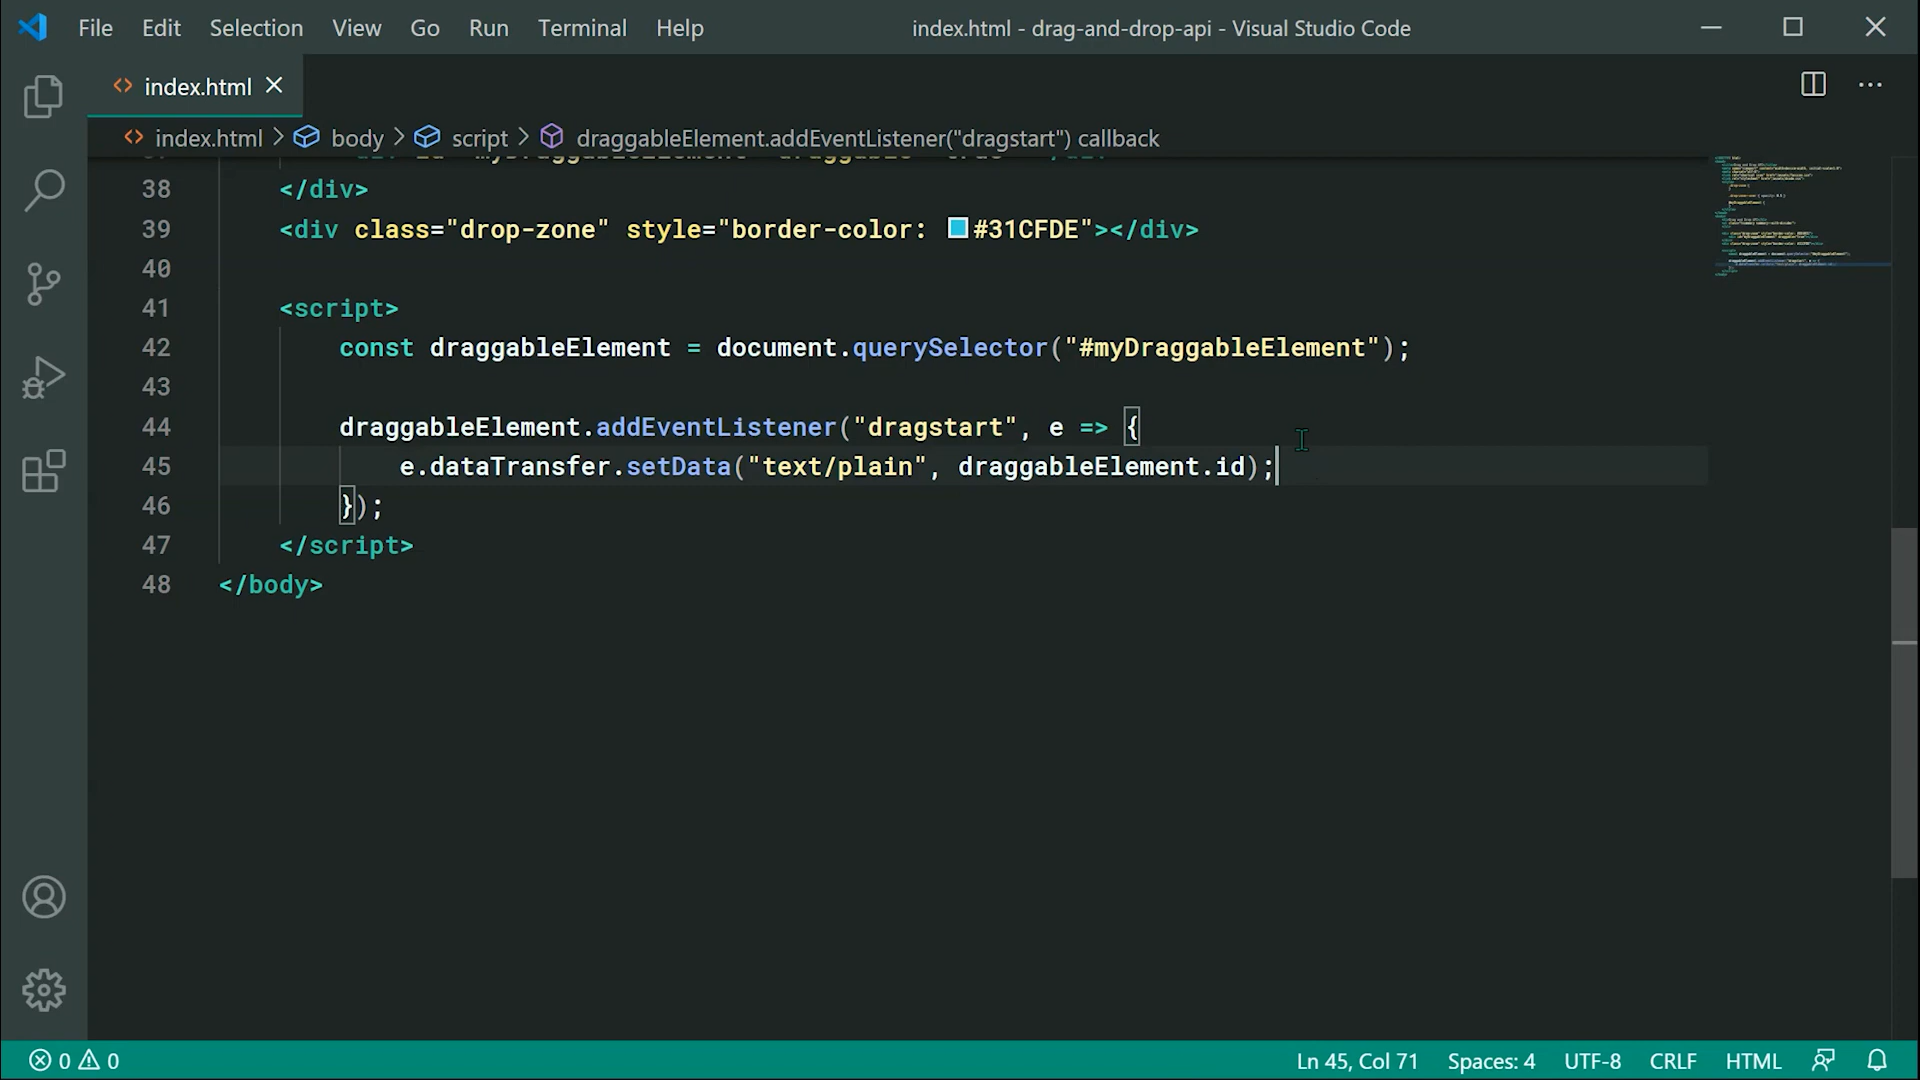 File Edit Selection View Go Run Terminal Help index.html - drag-and-drop-api - Visual Studio Code
index.html
index.html > body > script > draggableElement.addEventListener("dragstart") callback
38 </div>
39 <div class="drop-zone" style="border-color: #31CFDE"></div>
40
41 <script>
42 const draggableElement = document.querySelector("#myDraggableElement");
43
44 draggableElement.addEventListener("dragstart", e => {
45 e.dataTransfer.setData("text/plain", draggableElement.id);
46 });
47 </script>
48 </body>
0 0 Ln 45, Col 71 Spaces: 4 UTF-8 CRLF HTML